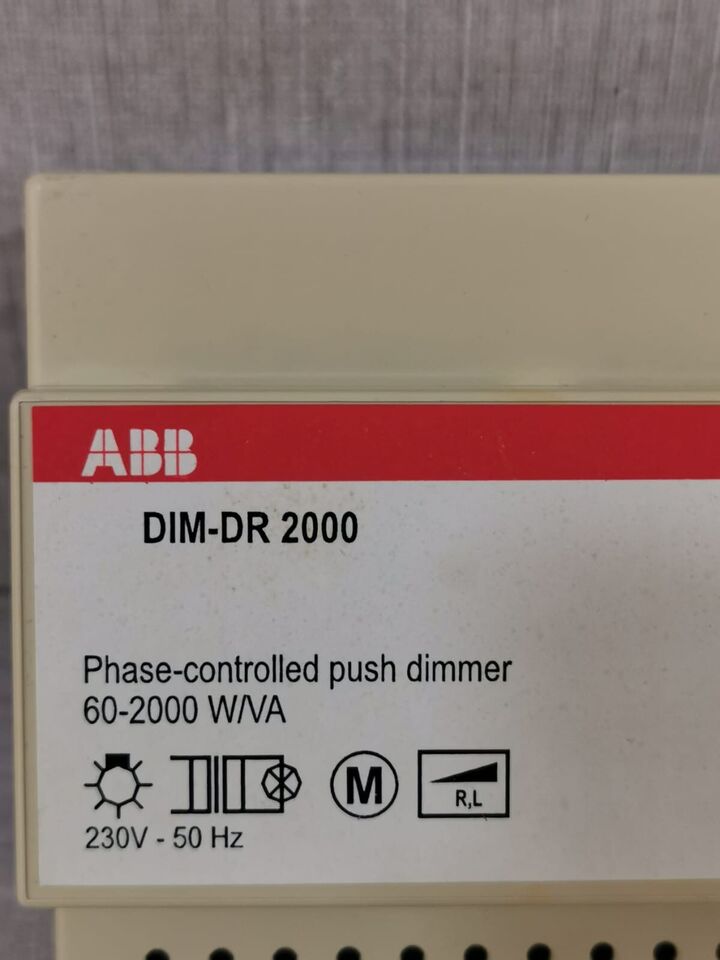 ABB
DIM-DR 2000
Phase-controlled push dimmer
60-2000 W/VA
M
R,L
230V - 50 Hz